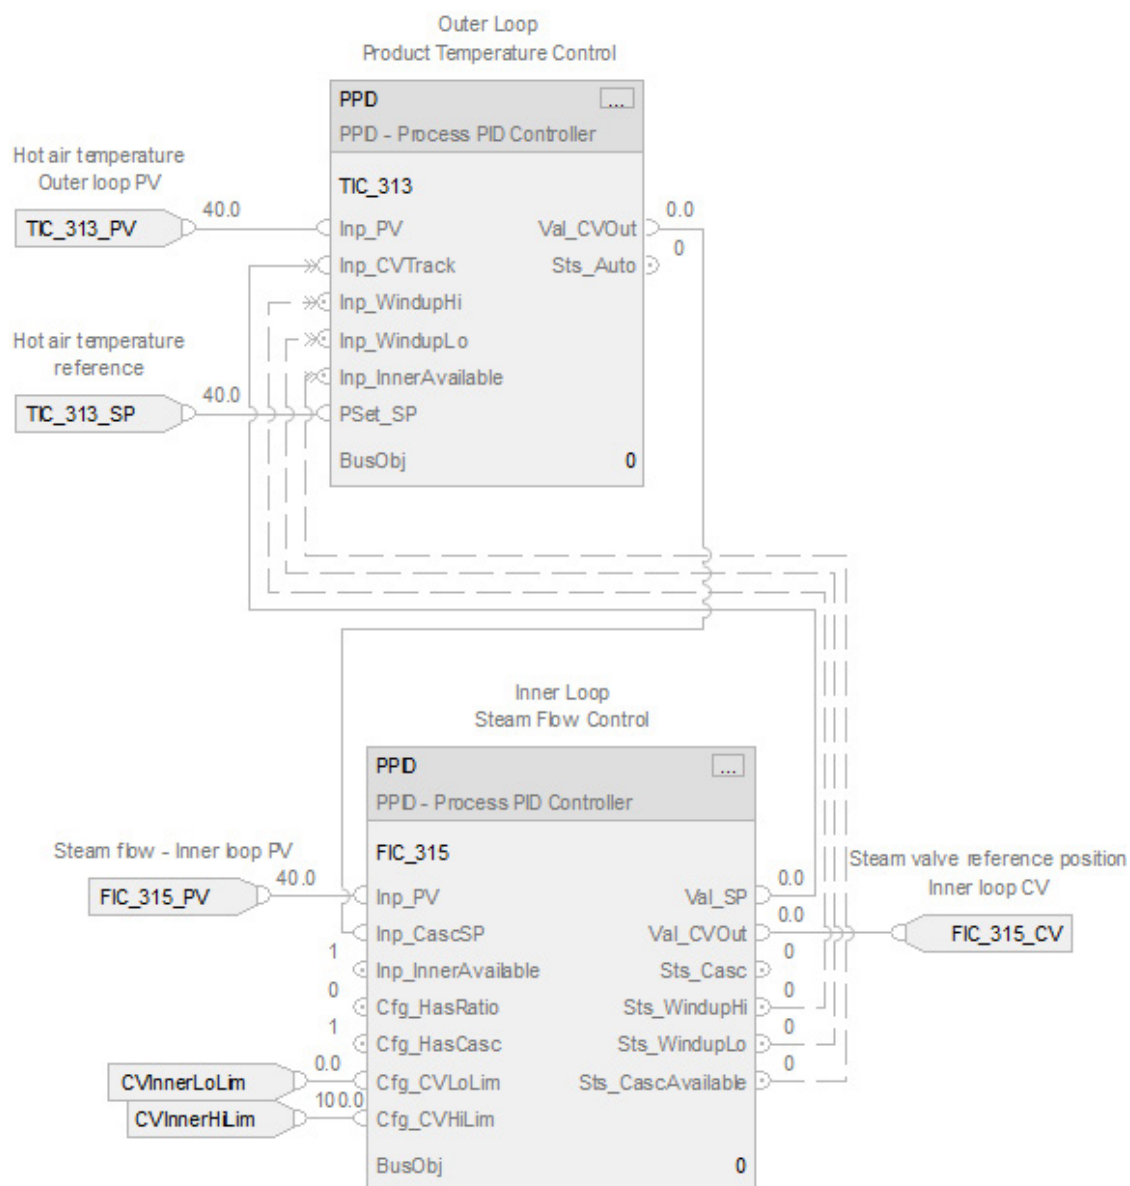 Outer Loop
Product Temperature Control
PPID
...
PPID - Process PID Controller
TIC_313
Hot air temperature
Outer loop PV
TIC_313_PV
40.0
Inp_PV
Val_CVOut
0.0
Inp_CVTrack
Sts_Auto
0
Inp_WindupHi
Inp_WindupLo
Inp_InnerAvailable
Hot air temperature
reference
TIC_313_SP
40.0
PSet_SP
BusObj
0
Inner Loop
Steam Flow Control
PPID
...
PPID - Process PID Controller
FIC_315
Steam flow - Inner loop PV
FIC_315_PV
40.0
Inp_PV
Val_SP
0.0
Inp_CascSP
Val_CVOut
0.0
Steam valve reference position
Inner loop CV
FIC_315_CV
1
Inp_InnerAvailable
Sts_Casc
0
0
Cfg_HasRatio
Sts_WindupHi
0
1
Cfg_HasCasc
Sts_WindupLo
0
CVInnerLoLim
0.0
Cfg_CVLoLim
Sts_CascAvailable
0
CVInnerHiLim
100.0
Cfg_CVHiLim
BusObj
0